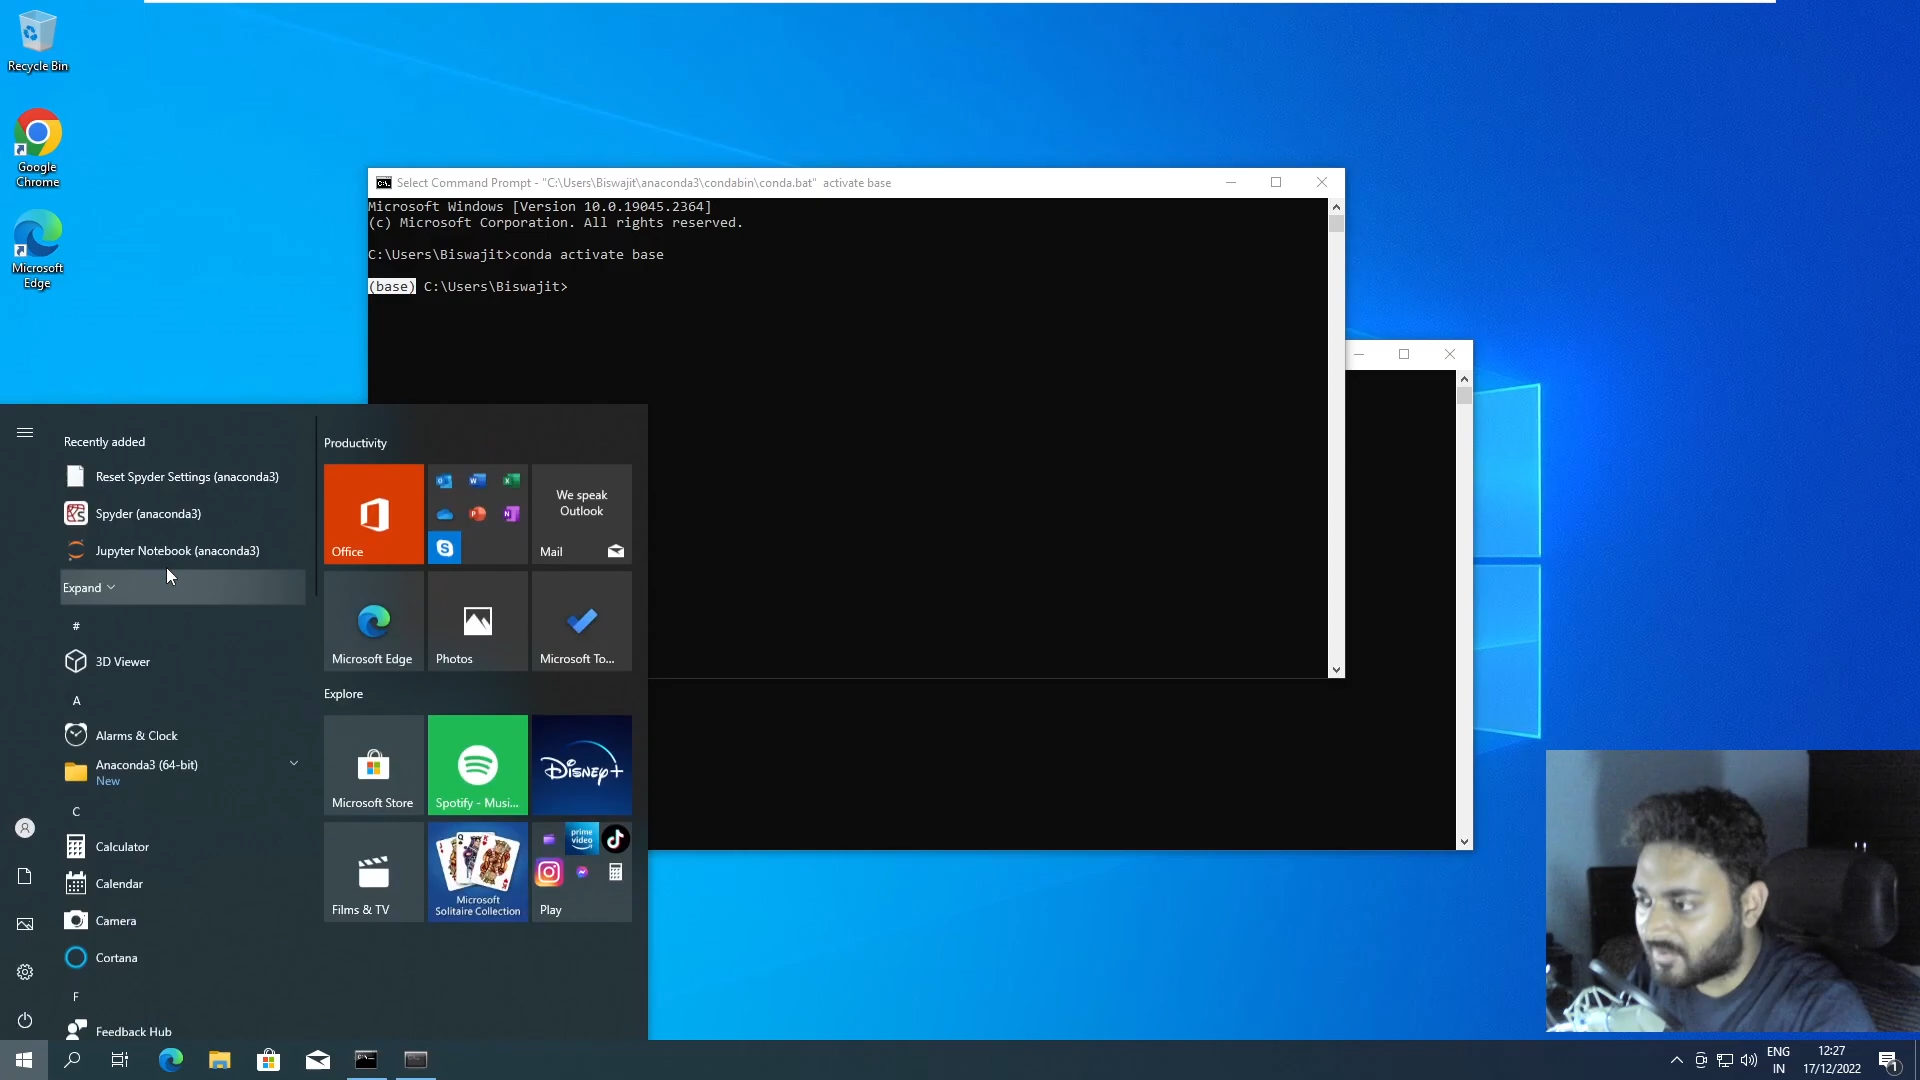 Recycle Bin
Google
Chrome
Microsoft
Edge
Select Command Prompt - "C:\Users\Biswajit\anaconda3\condabin\conda.bat" activate base
Microsoft Windows [Version 10.0.19045.2364]
(c) Microsoft Corporation. All rights reserved.
C:\Users\Biswajit>conda activate base
(base) C:\Users\Biswajit>
Recently added
Reset Spyder Settings (anaconda3)
Spyder (anaconda3)
Jupyter Notebook (anaconda3)
Expand
#
3D Viewer
A
Alarms & Clock
Anaconda3 (64-bit)
New
C
Calculator
Calendar
Camera
Cortana
F
Feedback Hub
Productivity
Office
We speak
Outlook
Mail
Microsoft Edge
Photos
Microsoft To...
Explore
Microsoft Store
Spotify - Musi...
Disney+
Films & TV
Microsoft
Solitaire Collection
prime
video
Play
ENG
IN
12:27
17/12/2022
1